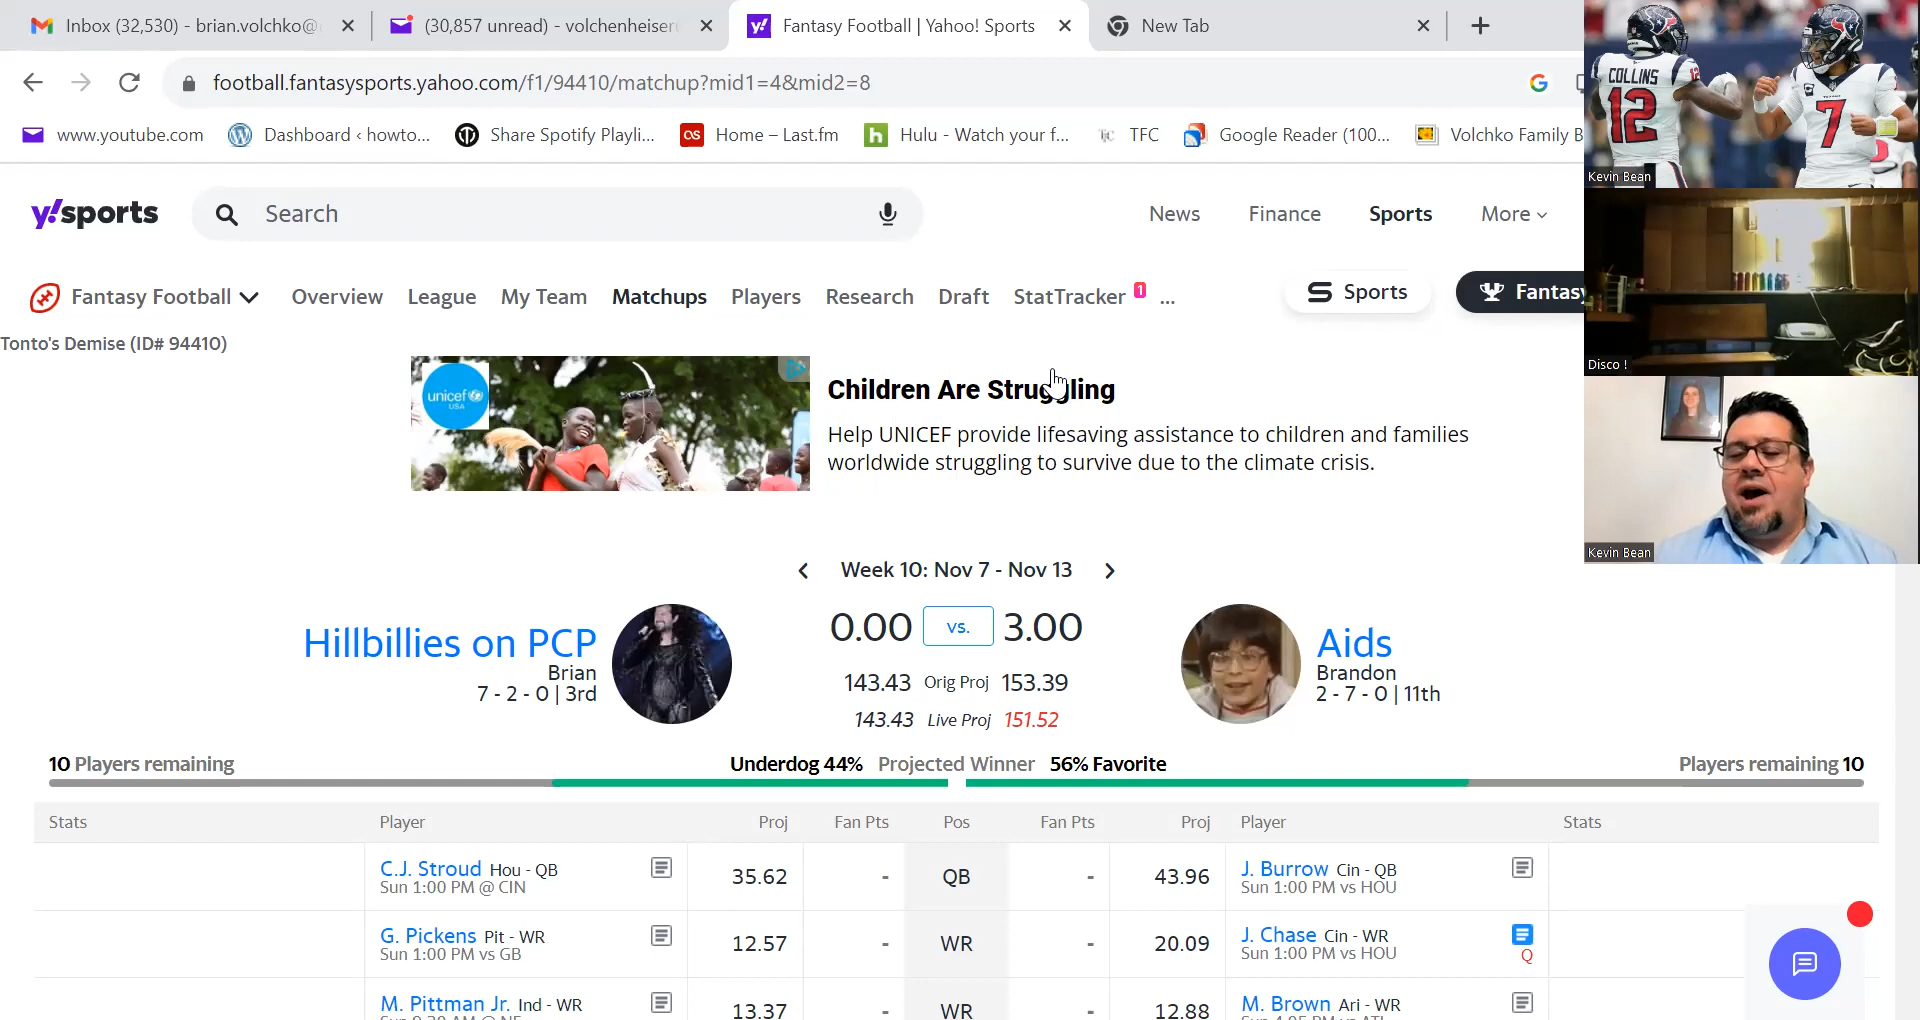 Inbox (32,530) - brian.volchko@
(30,857 unread) - volchenheiser
Fantasy Football | Yahoo! Sports
New Tab
football.fantasysports.yahoo.com/f1/94410/matchup?mid1=4&mid2=8
www.youtube.com
Dashboard ‹ howto...
Share Spotify Playli...
Home – Last.fm
Hulu - Watch your f...
TFC
Google Reader (100...
Volchko Family B
COLLINS
12
12
7
Kevin Bean
Disco !
Kevin Bean
y!sports
Search
News
Finance
Sports
More
Fantasy Football
Overview
League
My Team
Matchups
Players
Research
Draft
StatTracker
1
...
Sports
Fantasy
Tonto's Demise (ID# 94410)
unicef
USA
Children Are Struggling
Help UNICEF provide lifesaving assistance to children and families
worldwide struggling to survive due to the climate crisis.
Week 10: Nov 7 - Nov 13
Hillbillies on PCP
Brian
7 - 2 - 0 | 3rd
0.00 vs. 3.00
143.43 Orig Proj 153.39
143.43 Live Proj 151.52
Aids
Brandon
2 - 7 - 0 | 11th
10 Players remaining
Underdog 44% Projected Winner 56% Favorite
Players remaining 10
Stats Player Proj Fan Pts Pos Fan Pts Proj Player Stats
C.J. Stroud Hou - QB
Sun 1:00 PM @ CIN
35.62 - QB - 43.96
J. Burrow Cin - QB
Sun 1:00 PM vs HOU
G. Pickens Pit - WR
Sun 1:00 PM vs GB
12.57 - WR - 20.09
J. Chase Cin - WR
Sun 1:00 PM vs HOU
Q
M. Pittman Jr. Ind - WR
13.37 - WR - 12.88
M. Brown Ari - WR